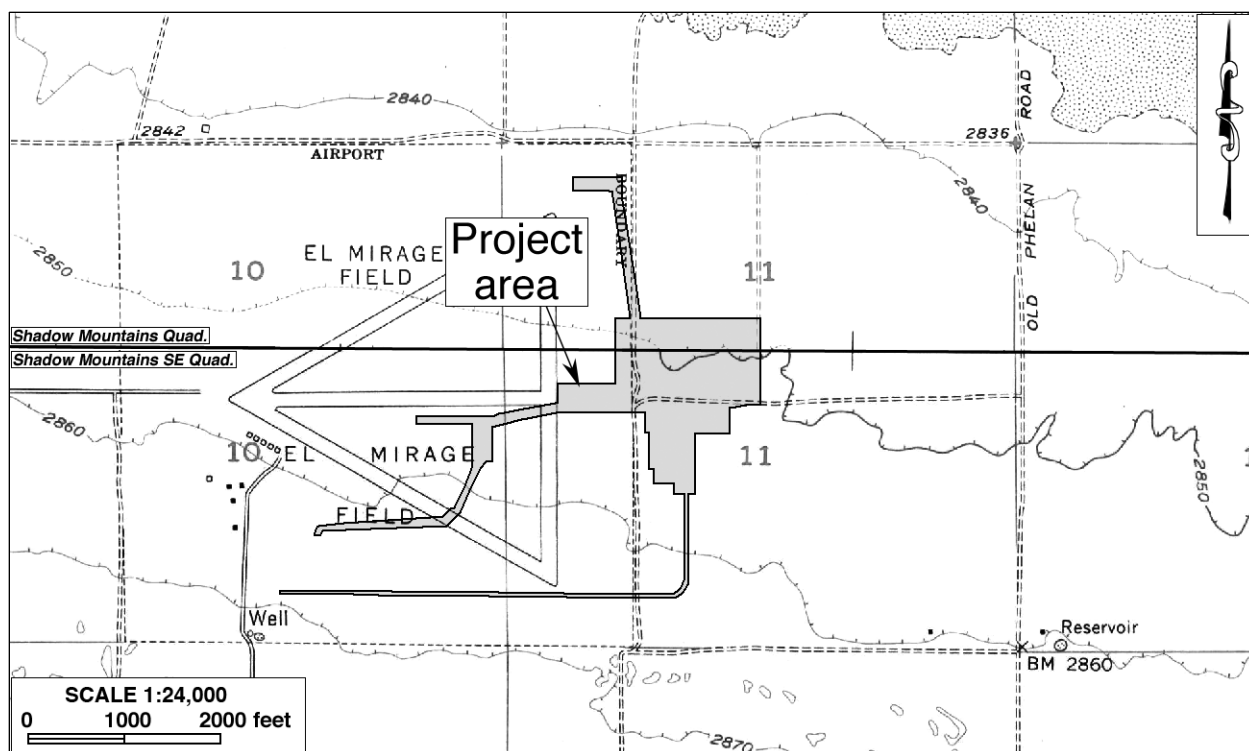 2840
2842
AIRPORT
2836
ROAD
PHELAN
OLD
BOUNDARY
2840
2850
10
EL MIRAGE
FIELD
Project
area
11
Shadow Mountains Quad.
Shadow Mountains SE Quad.
2860
10
EL MIRAGE
FIELD
11
1
2850
Well
Reservoir
BM 2860
2870
SCALE 1:24,000
0 1000 2000 feet